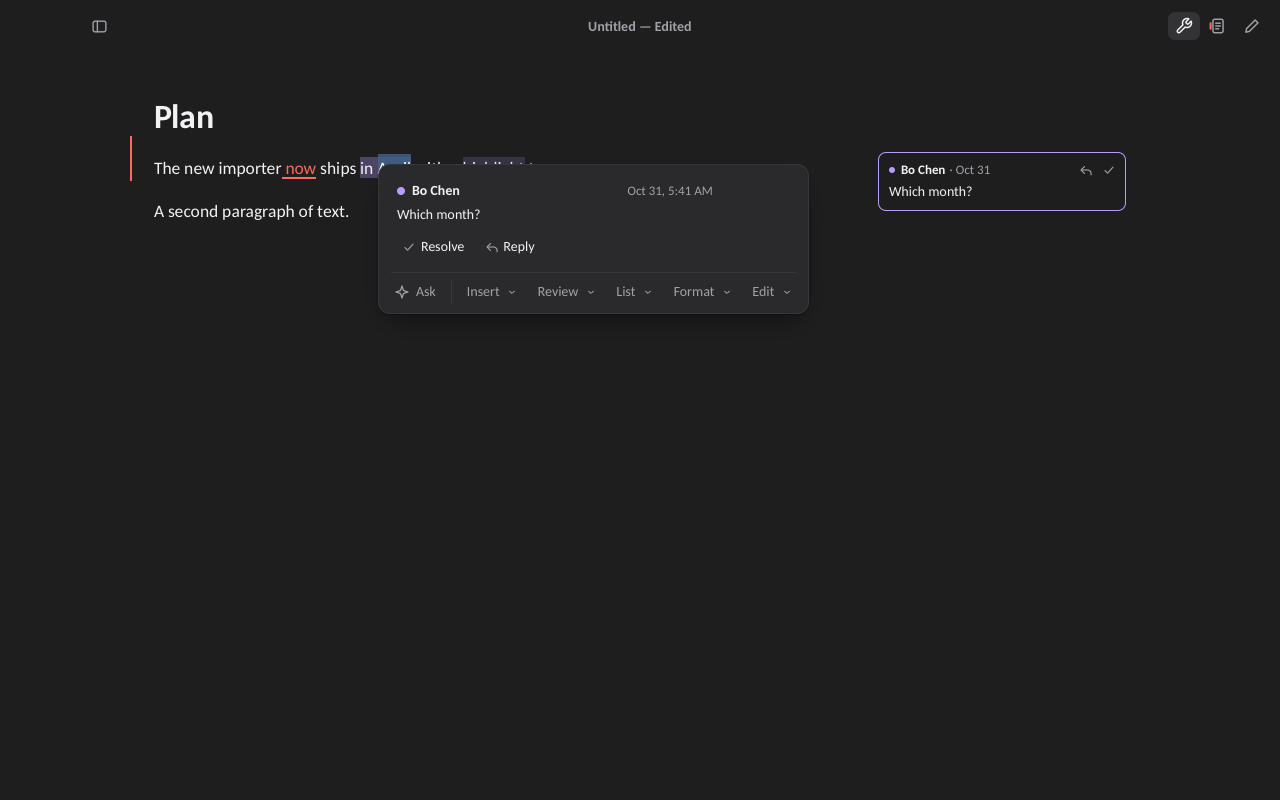 Untitled — Edited
Plan
The new importer now ships in
A second paragraph of text.
Bo Chen Oct 31, 5:41 AM
Which month?
Resolve Reply
Ask Insert Review List Format Edit
Bo Chen · Oct 31
Which month?